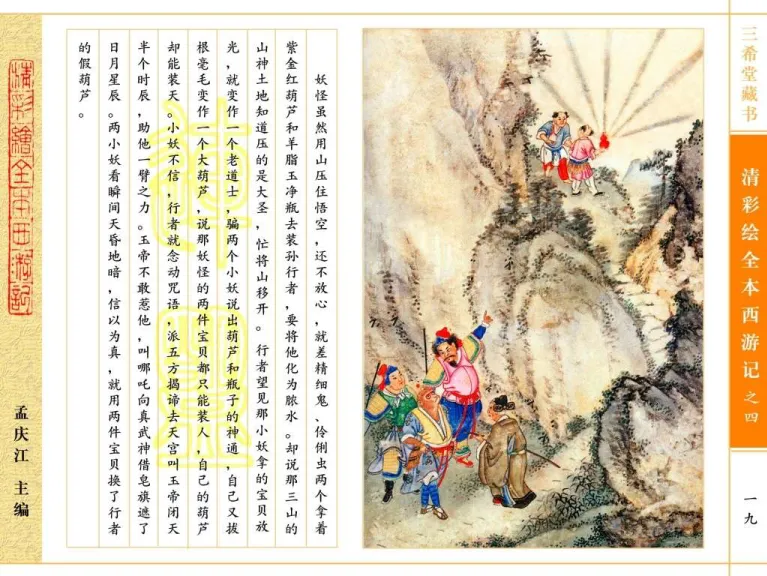 三希堂藏书
清彩绘全本西游记之四
一九
妖怪虽然用山压住悟空，还不放心，就差精细鬼、伶俐虫两个拿着
紫金红葫芦和羊脂玉净瓶去装孙行者，要将他化为脓水。却说那三山的
山神土地知道压的是大圣，忙将山移开。行者望见那小妖拿的宝贝放
光，就变作一个老道士，骗两个小妖说出葫芦和瓶子的神通，自己又拔
根毫毛变作一个大葫芦，说那妖怪的两件宝贝都只能装人，自己的葫芦
却能装天。小妖不信，行者就念动咒语，派五方揭谛去天宫叫玉帝闭天
半个时辰，助他一臂之力。玉帝不敢惹他，叫哪吒向真武神借皂旗遮了
日月星辰。两小妖看瞬间天昏地暗，信以为真，就用两件宝贝换了行者
的假葫芦。
清彩繪全本西游記
孟庆江 主编